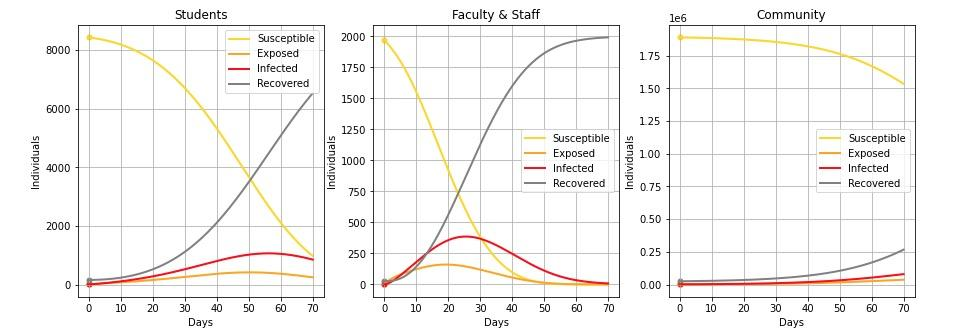 Students
8000
6000
4000
2000
0
Individuals
Susceptible
Exposed
Infected
Recovered
0 10 20 30 40 50 60 70
Days
Faculty & Staff
2000
1750
1500
1250
1000
750
500
250
0
Individuals
Susceptible
Exposed
Infected
Recovered
0 10 20 30 40 50 60 70
Days
Community
1e6
1.75
1.50
1.25
1.00
0.75
0.50
0.25
0.00
Individuals
Susceptible
Exposed
Infected
Recovered
0 10 20 30 40 50 60 70
Days